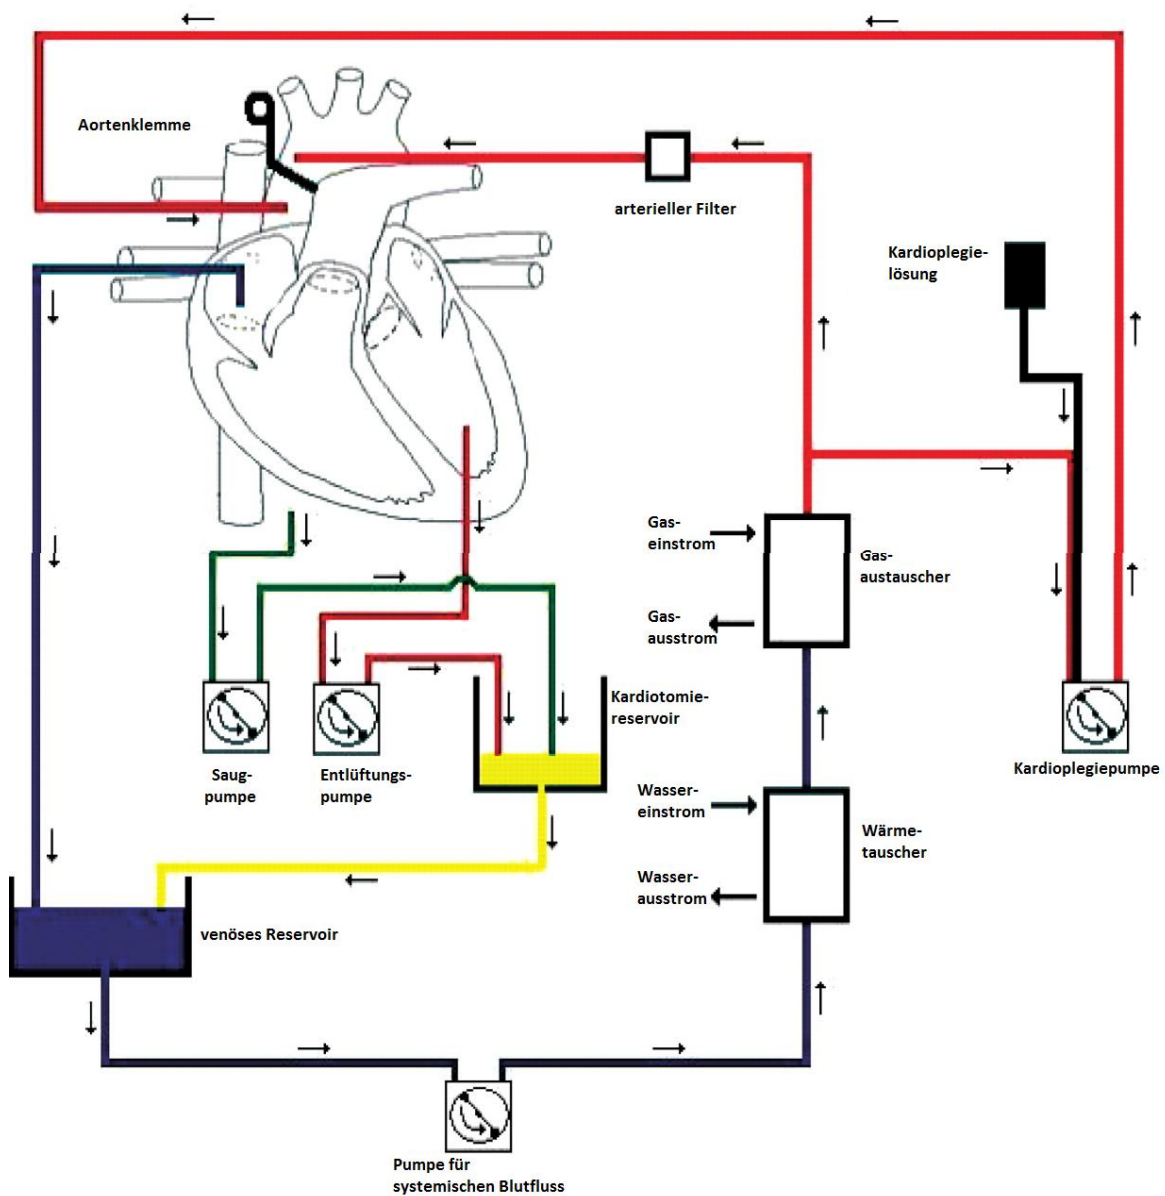 Aortenklemme
arterieller Filter
Kardioplegie-
lösung
Gas-
einstrom
Gas-
austauscher
Gas-
ausstrom
Kardiotomie-
reservoir
Saug-
pumpe
Entlüftungs-
pumpe
Kardioplegiepumpe
Wasser-
einstrom
Wärme-
tauscher
Wasser-
ausstrom
venöses Reservoir
Pumpe für
systemischen Blutfluss